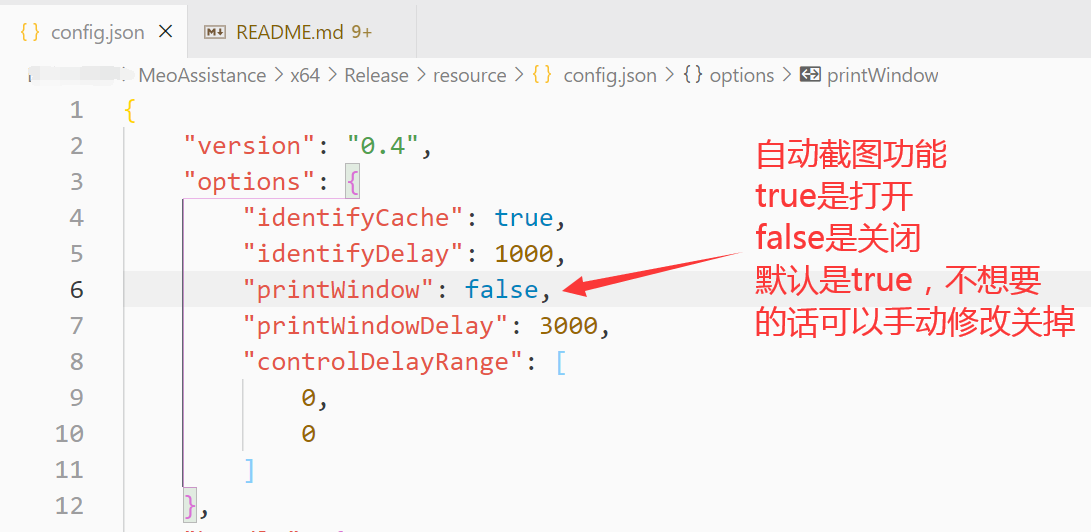 config.json
README.md 9+
MeoAssistance > x64 > Release > resource > {} config.json > {} options > printWindow
1 {
2 "version": "0.4",
3 "options": {
4 "identifyCache": true,
5 "identifyDelay": 1000,
6 "printWindow": false,
7 "printWindowDelay": 3000,
8 "controlDelayRange": [
9 0,
10 0
11 ]
12 },
自动截图功能
true是打开
false是关闭
默认是true，不想要
的话可以手动修改关掉